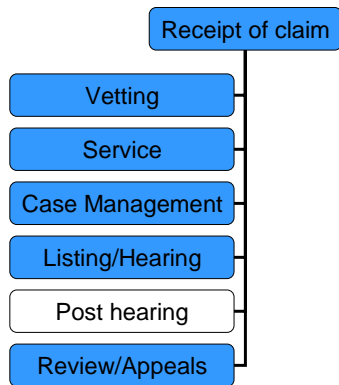 Receipt of claim
Vetting
Service
Case Management
Listing/Hearing
Post hearing
Review/Appeals